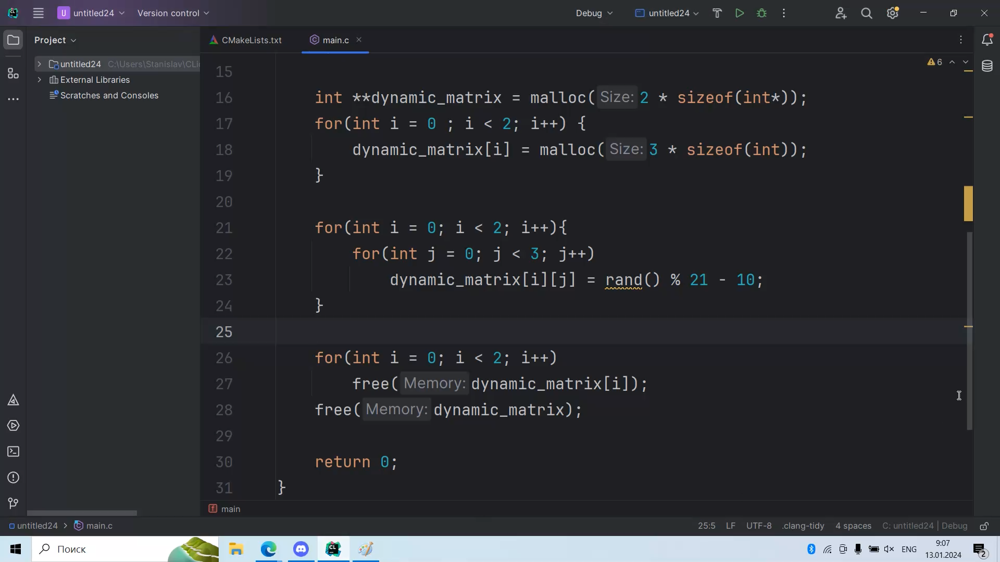 U untitled24 Version control Debug untitled24
Project CMakeLists.txt main.c
untitled24 C:\Users\Stanislav\CLi
External Libraries
Scratches and Consoles
6
15
16 int **dynamic_matrix = malloc( Size: 2 * sizeof(int*));
17 for(int i = 0 ; i < 2; i++) {
18 dynamic_matrix[i] = malloc( Size: 3 * sizeof(int));
19 }
20
21 for(int i = 0; i < 2; i++){
22 for(int j = 0; j < 3; j++)
23 dynamic_matrix[i][j] = rand() % 21 - 10;
24 }
25
26 for(int i = 0; i < 2; i++)
27 free( Memory: dynamic_matrix[i]);
28 free( Memory: dynamic_matrix);
29
30 return 0;
31 }
f main
untitled24 > main.c 25:5 LF UTF-8 .clang-tidy 4 spaces C: untitled24 | Debug
Поиск CL ENG 9:07
13.01.2024 2